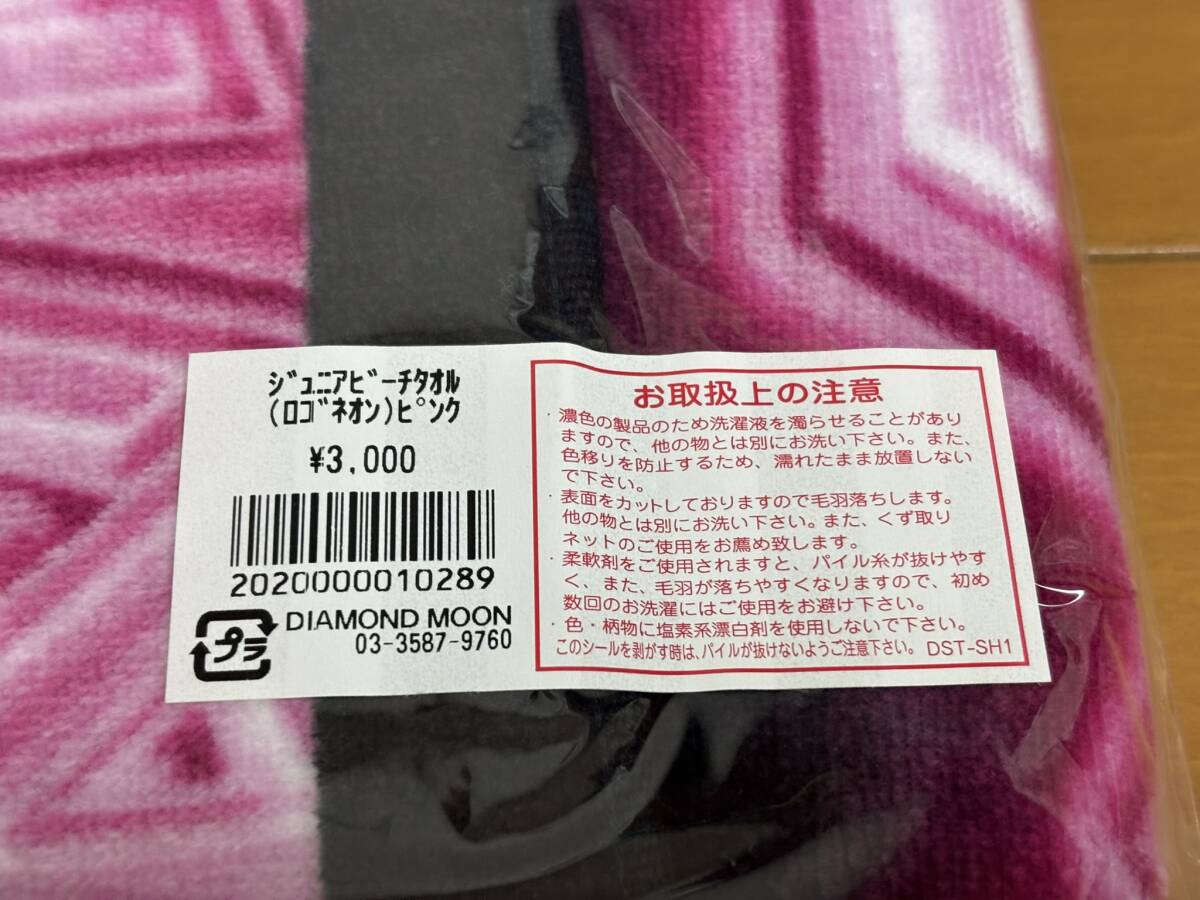 ｼﾞｭﾆｱﾋﾞｰﾁﾀｵﾙ
(ﾛｺﾞﾈｵﾝ)ﾋﾟﾝｸ
¥3,000
2020000010289
プラ
DIAMOND MOON
03-3587-9760
お取扱上の注意
・濃色の製品のため洗濯液を濁らせることがあり
ますので、他の物とは別にお洗い下さい。また、
色移りを防止するため、濡れたまま放置しない
で下さい。
・表面をカットしておりますので毛羽落ちします。
他の物とは別にお洗い下さい。また、くず取り
ネットのご使用をお薦め致します。
・柔軟剤をご使用されますと、パイル糸が抜けやす
く、また、毛羽が落ちやすくなりますので、初め
数回のお洗濯にはご使用をお避け下さい。
・色・柄物に塩素系漂白剤を使用しないで下さい。
このシールを剥がす時は、パイルが抜けないようご注意下さい。 DST-SH1